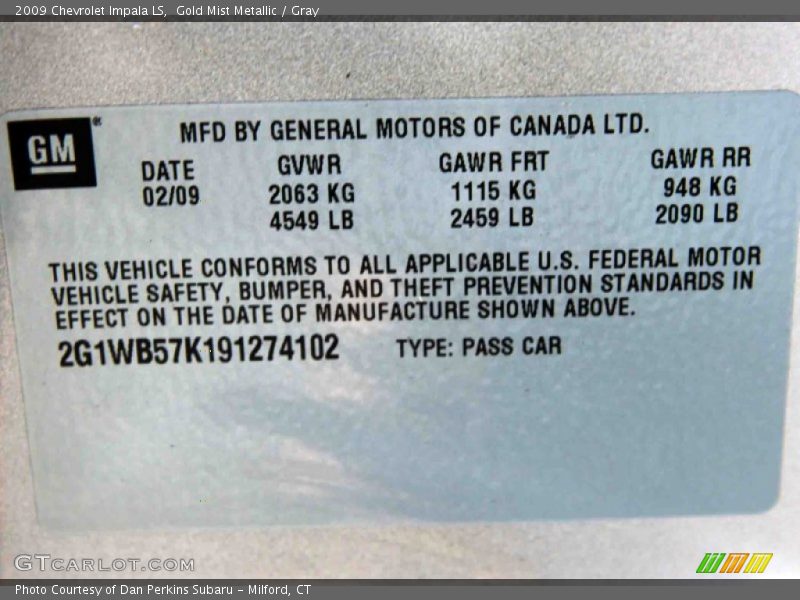 2009 Chevrolet Impala LS, Gold Mist Metallic / Gray
GM®
MFD BY GENERAL MOTORS OF CANADA LTD.
DATE GVWR GAWR FRT GAWR RR
02/09 2063 KG 1115 KG 948 KG
4549 LB 2459 LB 2090 LB
THIS VEHICLE CONFORMS TO ALL APPLICABLE U.S. FEDERAL MOTOR
VEHICLE SAFETY, BUMPER, AND THEFT PREVENTION STANDARDS IN
EFFECT ON THE DATE OF MANUFACTURE SHOWN ABOVE.
2G1WB57K191274102 TYPE: PASS CAR
GTCARLOT.COM
Photo Courtesy of Dan Perkins Subaru - Milford, CT